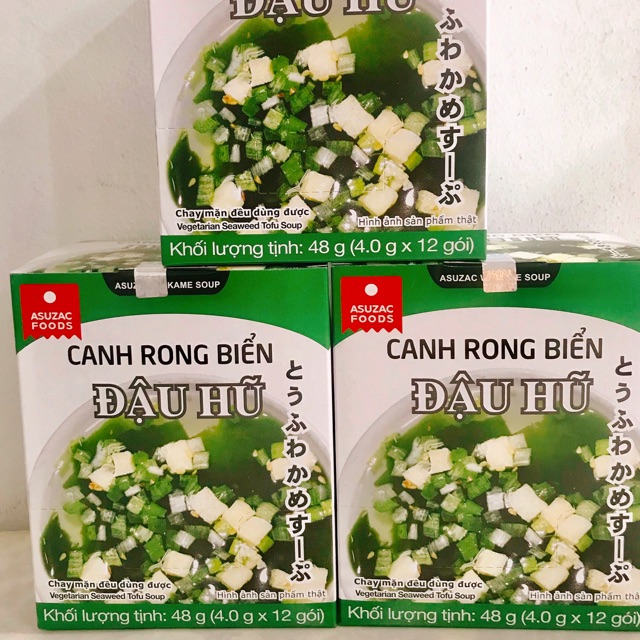 ĐẬU HŨ
ふわかめすーぷ
Chay mặn đều dùng được
Vegetarian Seaweed Tofu Soup
Hình ảnh sản phẩm thật
Khối lượng tịnh: 48 g (4.0 g x 12 gói)
KAME SOUP
ASUZAC
FOODS
CANH RONG BIỂN
ĐẬU HŨ
とうふわかめすーぷ
Chay mặn đều dùng được
Vegetarian Seaweed Tofu Soup
Hình ảnh sản phẩm thật
Khối lượng tịnh: 48 g (4.0 g x 12 gói)
ASUZAC
SOUP
ASUZAC
FOODS
CANH RONG BIỂN
ĐẬU HŨ
とうふわかめすーぷ
Chay mặn đều dùng được
Vegetarian Seaweed Tofu Soup
Hình ảnh sản phẩm thật
Khối lượng tịnh: 48 g (4.0 g x 12 gói)